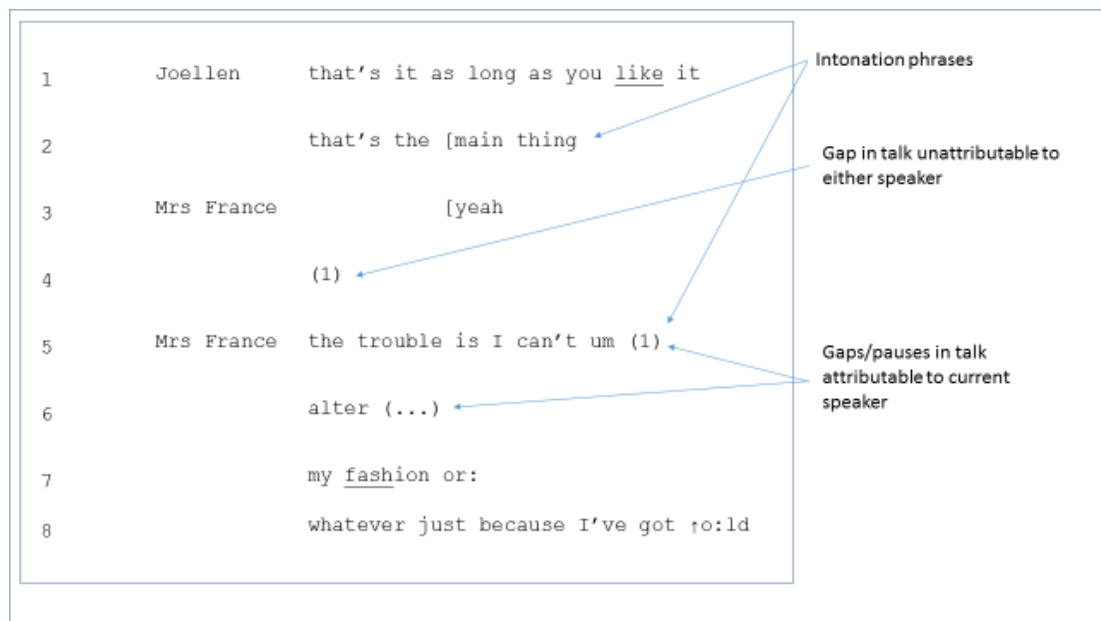 1 Joellen that's it as long as you like it
Intonation phrases
2 that's the [main thing
Gap in talk unattributable to
either speaker
3 Mrs France [yeah
4 (1)
5 Mrs France the trouble is I can't um (1)
Gaps/pauses in talk
attributable to current
speaker
6 alter (...)
7 my fashion or:
8 whatever just because I've got ↑o:ld